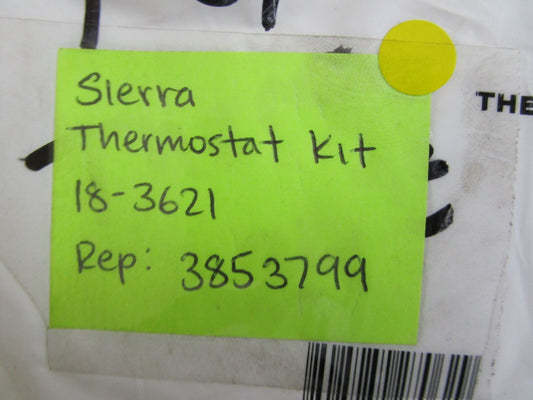 THE
Sierra
Thermostat Kit
18-3621
Rep: 3853799